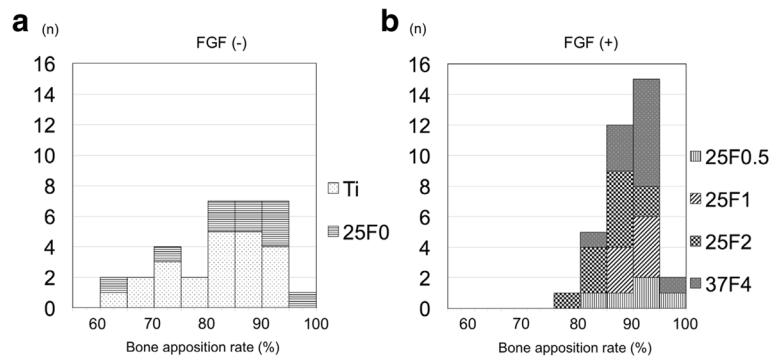 a (n)
FGF (-)
16
14
12
10
8
6
4
2
0
60 70 80 90 100
Bone apposition rate (%)
Ti
25F0
b (n)
FGF (+)
16
14
12
10
8
6
4
2
0
60 70 80 90 100
Bone apposition rate (%)
25F0.5
25F1
25F2
37F4